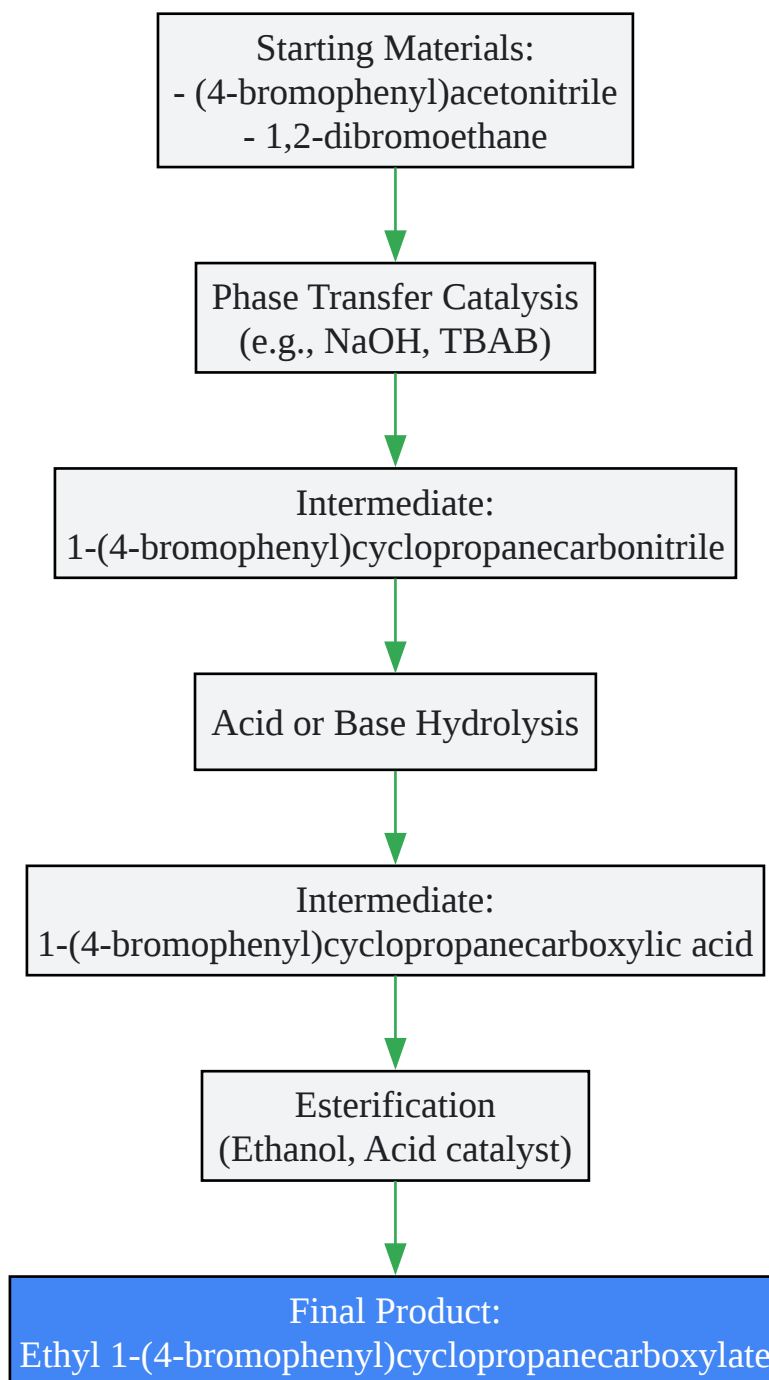 Starting Materials:
- (4-bromophenyl)acetonitrile
- 1,2-dibromoethane
Phase Transfer Catalysis
(e.g., NaOH, TBAB)
Intermediate:
1-(4-bromophenyl)cyclopropanecarbonitrile
Acid or Base Hydrolysis
Intermediate:
1-(4-bromophenyl)cyclopropanecarboxylic acid
Esterification
(Ethanol, Acid catalyst)
Final Product:
Ethyl 1-(4-bromophenyl)cyclopropanecarboxylate